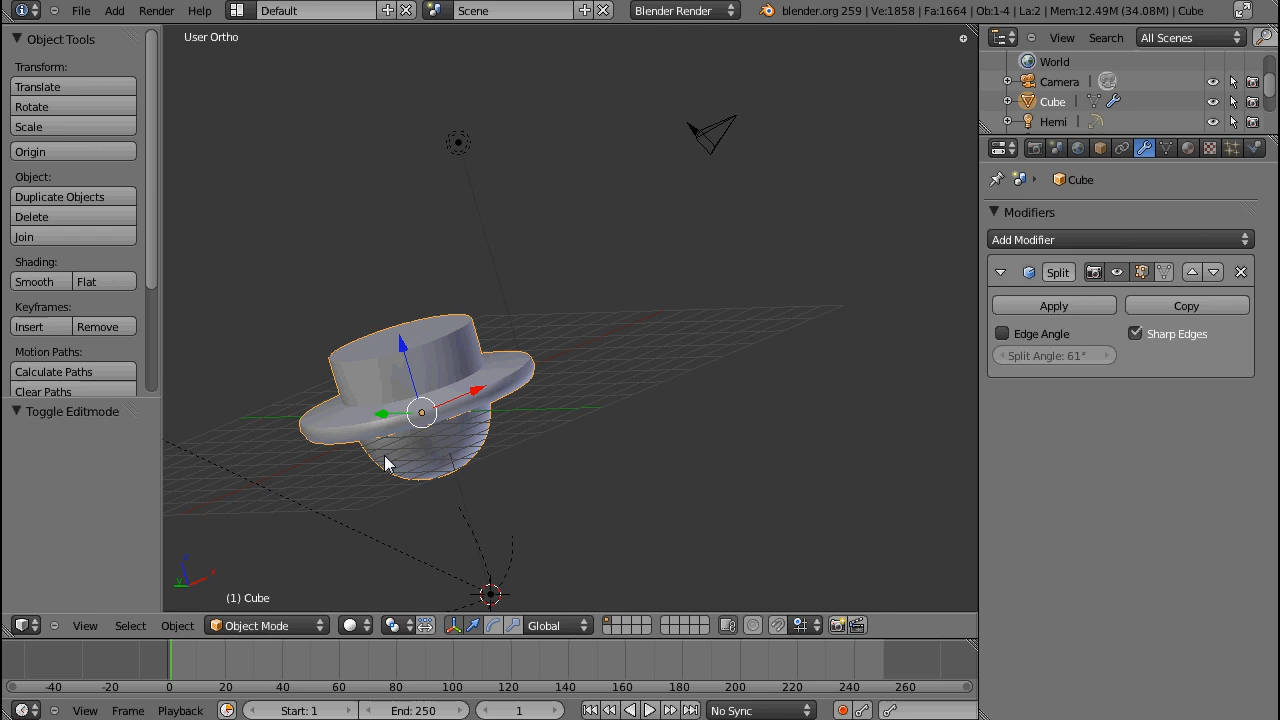 File Add Render Help Default Scene Blender Render blender.org 259 | Ve:1858 | Fa:1664 | Ob:1-4 | La:2 | Mem:12.49M (34.08M) | Cube
Object Tools
Transform:
Translate
Rotate
Scale
Origin
Object:
Duplicate Objects
Delete
Join
Shading:
Smooth Flat
Keyframes:
Insert Remove
Motion Paths:
Calculate Paths
Clear Paths
Toggle Editmode
User Ortho
(1) Cube
View Select Object Object Mode Global
-40 -20 0 20 40 60 80 100 120 140 160 180 200 220 240 260
View Frame Playback Start: 1 End: 250 1 No Sync
View Search All Scenes
World
Camera
Cube
Hemi
Cube
Modifiers
Add Modifier
Split
Apply Copy
Edge Angle Sharp Edges
Split Angle: 61°